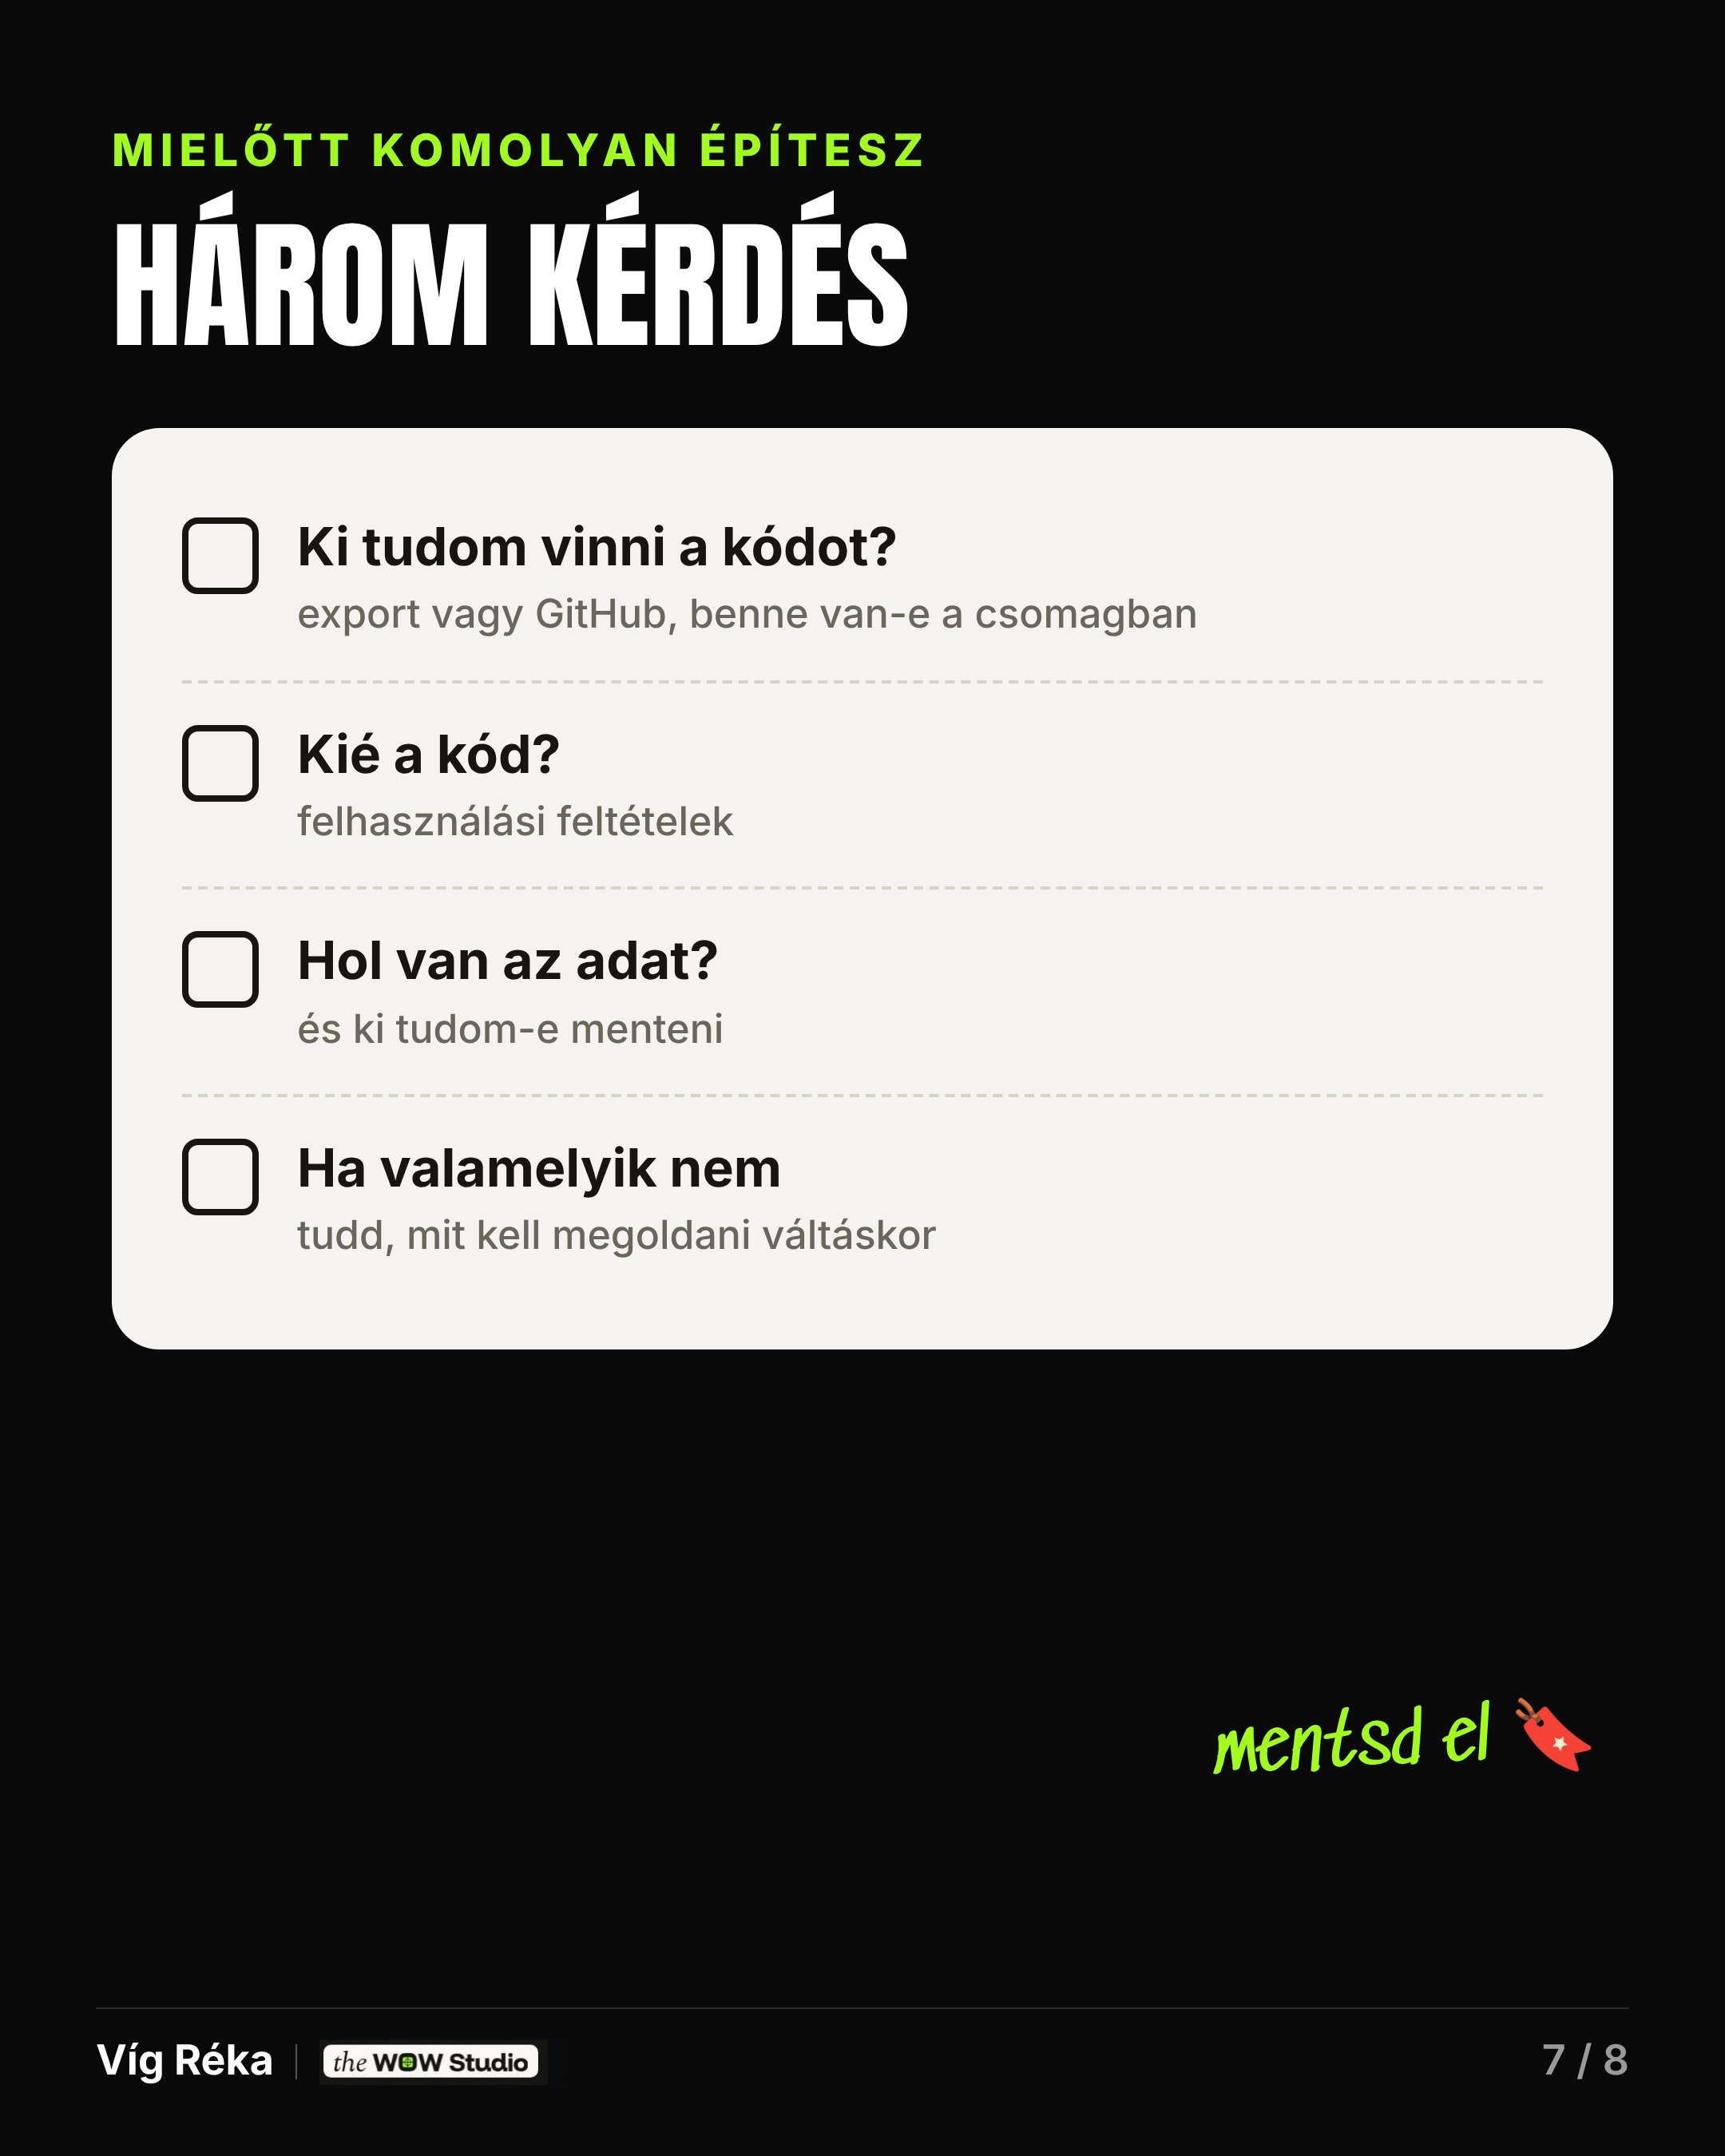 MIELŐTT KOMOLYAN ÉPÍTESZ
HÁROM KÉRDÉS
Ki tudom vinni a kódot?
export vagy GitHub, benne van-e a csomagban
Kié a kód?
felhasználási feltételek
Hol van az adat?
és ki tudom-e menteni
Ha valamelyik nem
tudd, mit kell megoldani váltáskor
mentsd el
Víg Réka
the WOW Studio
7 / 8